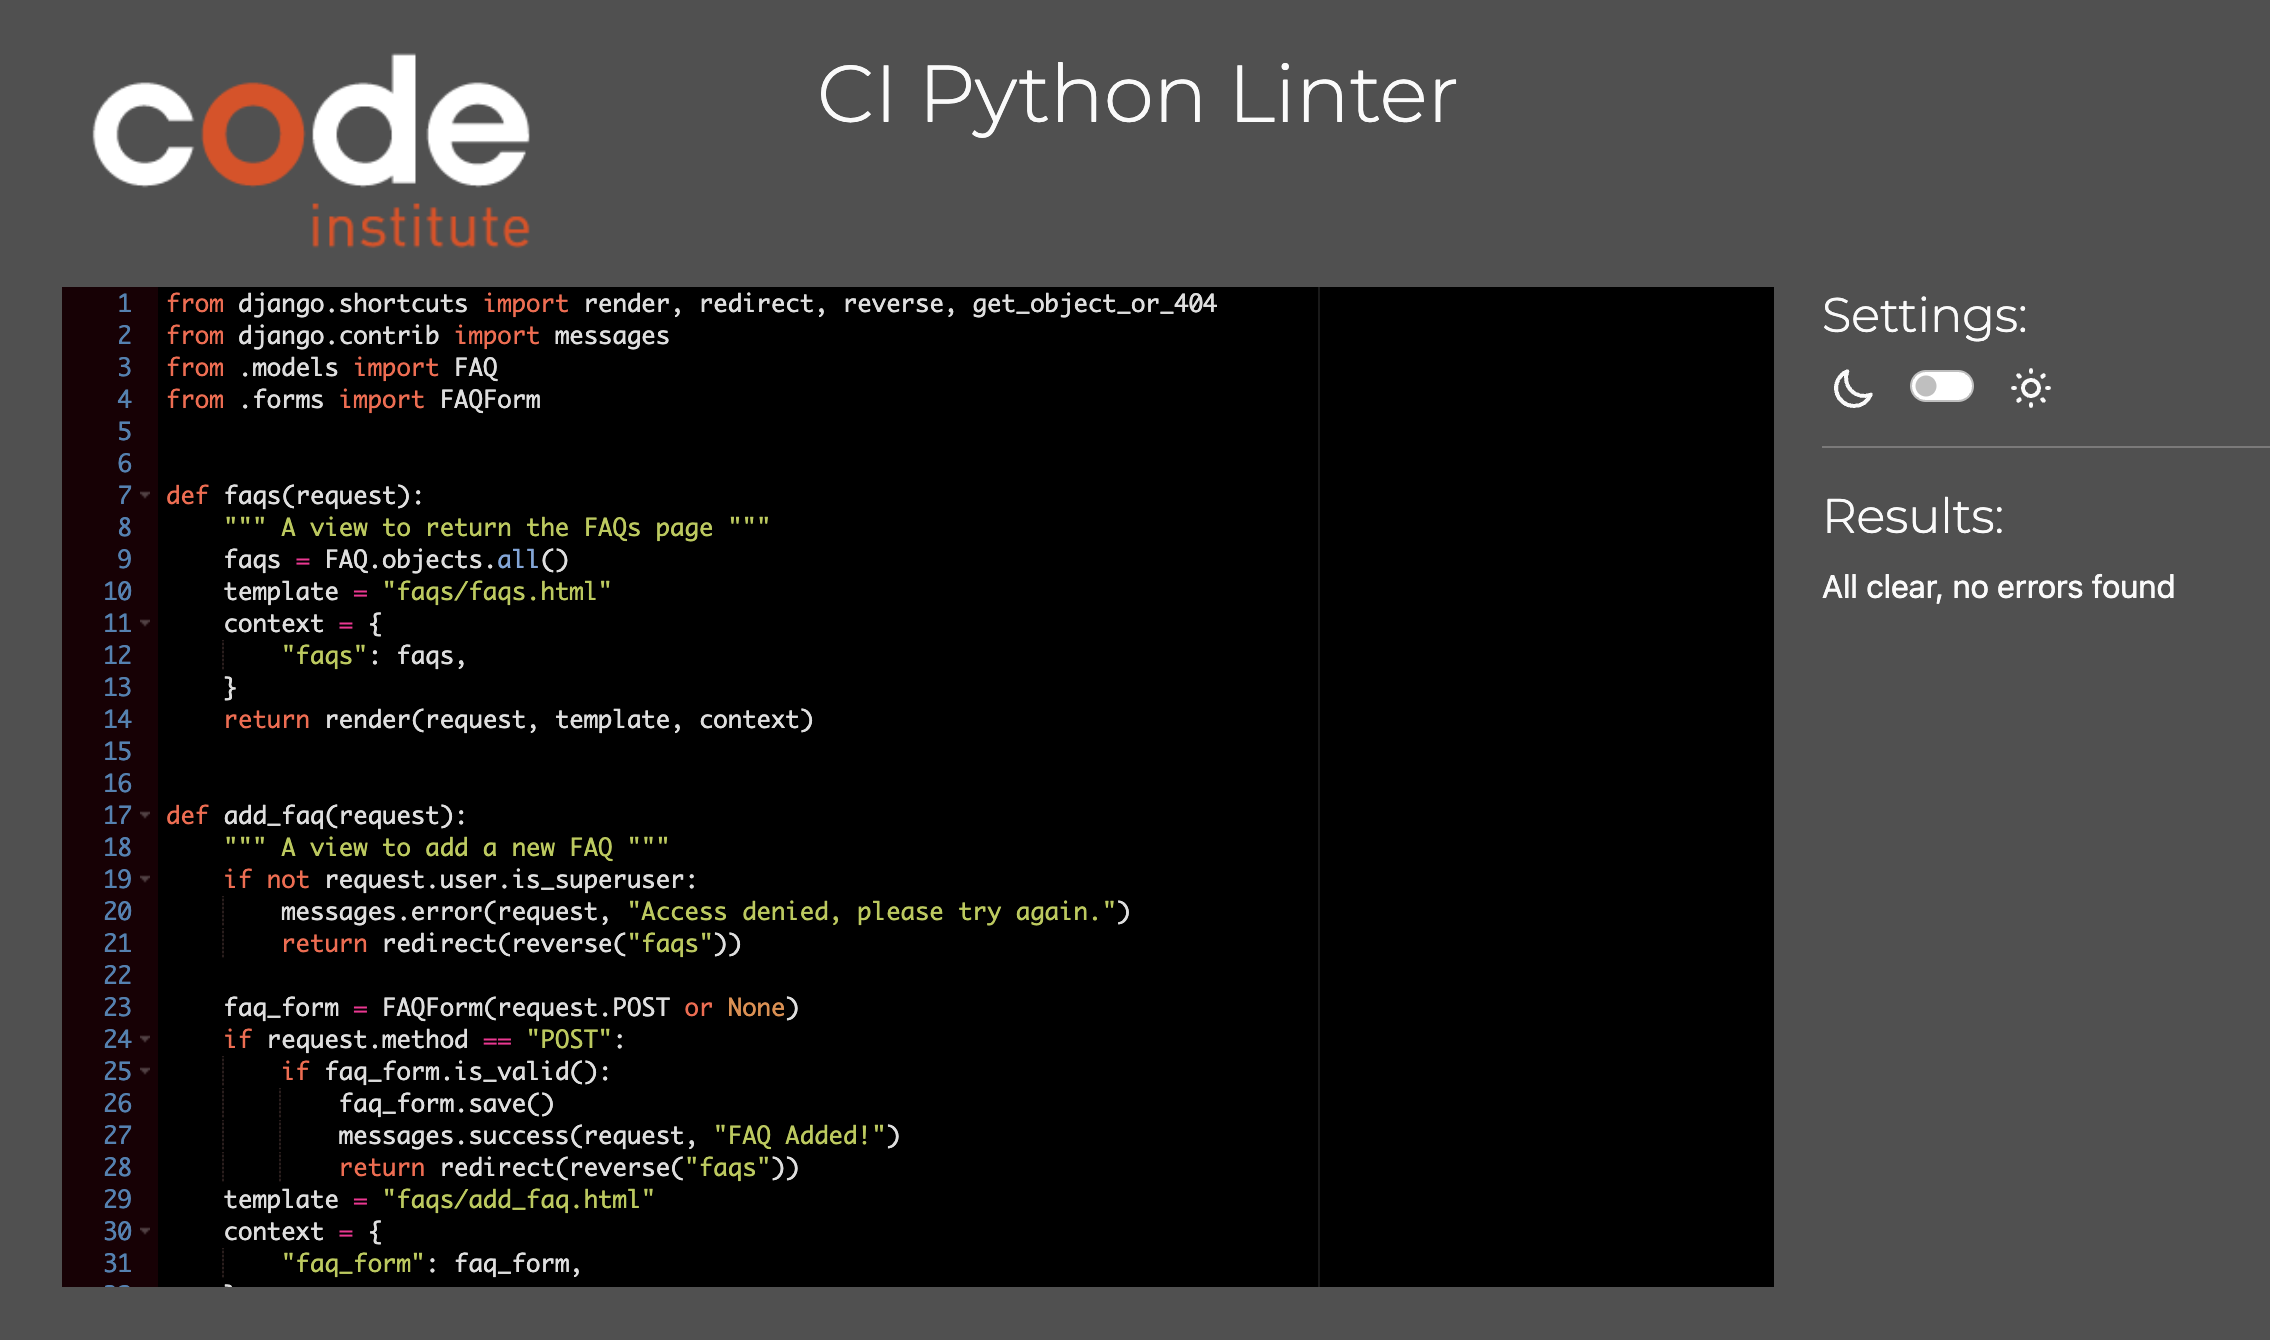 code
institute
CI Python Linter
1 from django.shortcuts import render, redirect, reverse, get_object_or_404
2 from django.contrib import messages
3 from .models import FAQ
4 from .forms import FAQForm
5
6
7 def faqs(request):
8     """ A view to return the FAQs page """
9     faqs = FAQ.objects.all()
10     template = "faqs/faqs.html"
11     context = {
12         "faqs": faqs,
13     }
14     return render(request, template, context)
15
16
17 def add_faq(request):
18     """ A view to add a new FAQ """
19     if not request.user.is_superuser:
20         messages.error(request, "Access denied, please try again.")
21         return redirect(reverse("faqs"))
22
23     faq_form = FAQForm(request.POST or None)
24     if request.method == "POST":
25         if faq_form.is_valid():
26             faq_form.save()
27             messages.success(request, "FAQ Added!")
28             return redirect(reverse("faqs"))
29     template = "faqs/add_faq.html"
30     context = {
31         "faq_form": faq_form,
Settings:
Results:
All clear, no errors found